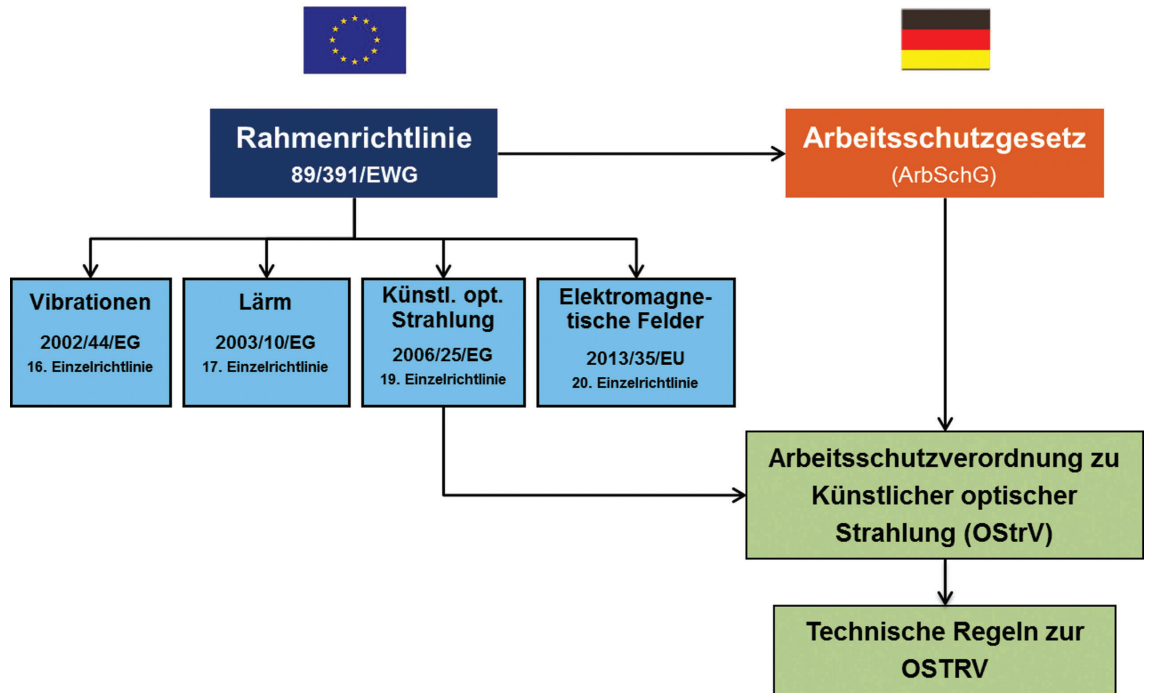 Rahmenrichtlinie
89/391/EWG
Arbeitsschutzgesetz
(ArbSchG)
Vibrationen
2002/44/EG
16. Einzelrichtlinie
Lärm
2003/10/EG
17. Einzelrichtlinie
Künstl. opt.
Strahlung
2006/25/EG
19. Einzelrichtlinie
Elektromagne-
tische Felder
2013/35/EU
20. Einzelrichtlinie
Arbeitsschutzverordnung zu
Künstlicher optischer
Strahlung (OStrV)
Technische Regeln zur
OSTRV